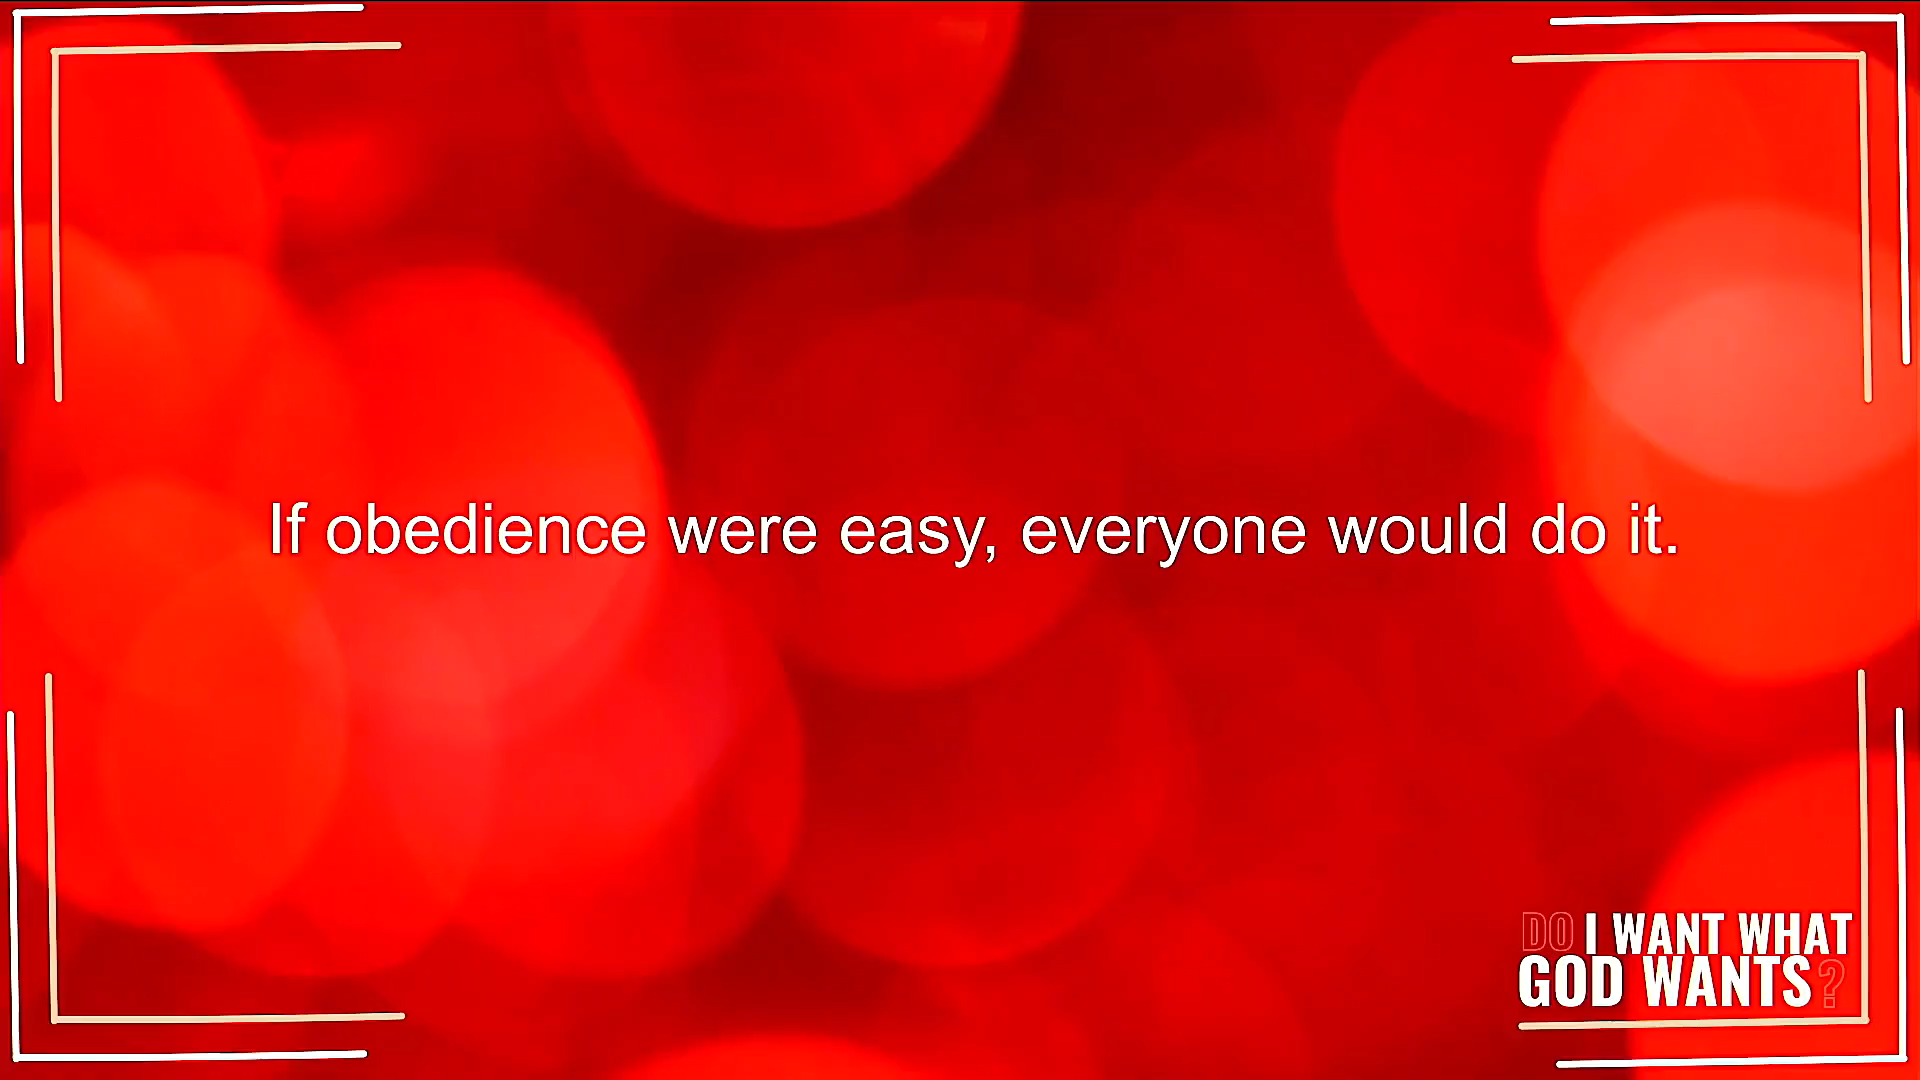 If obedience were easy, everyone would do it.
DO I WANT WHAT
GOD WANTS?